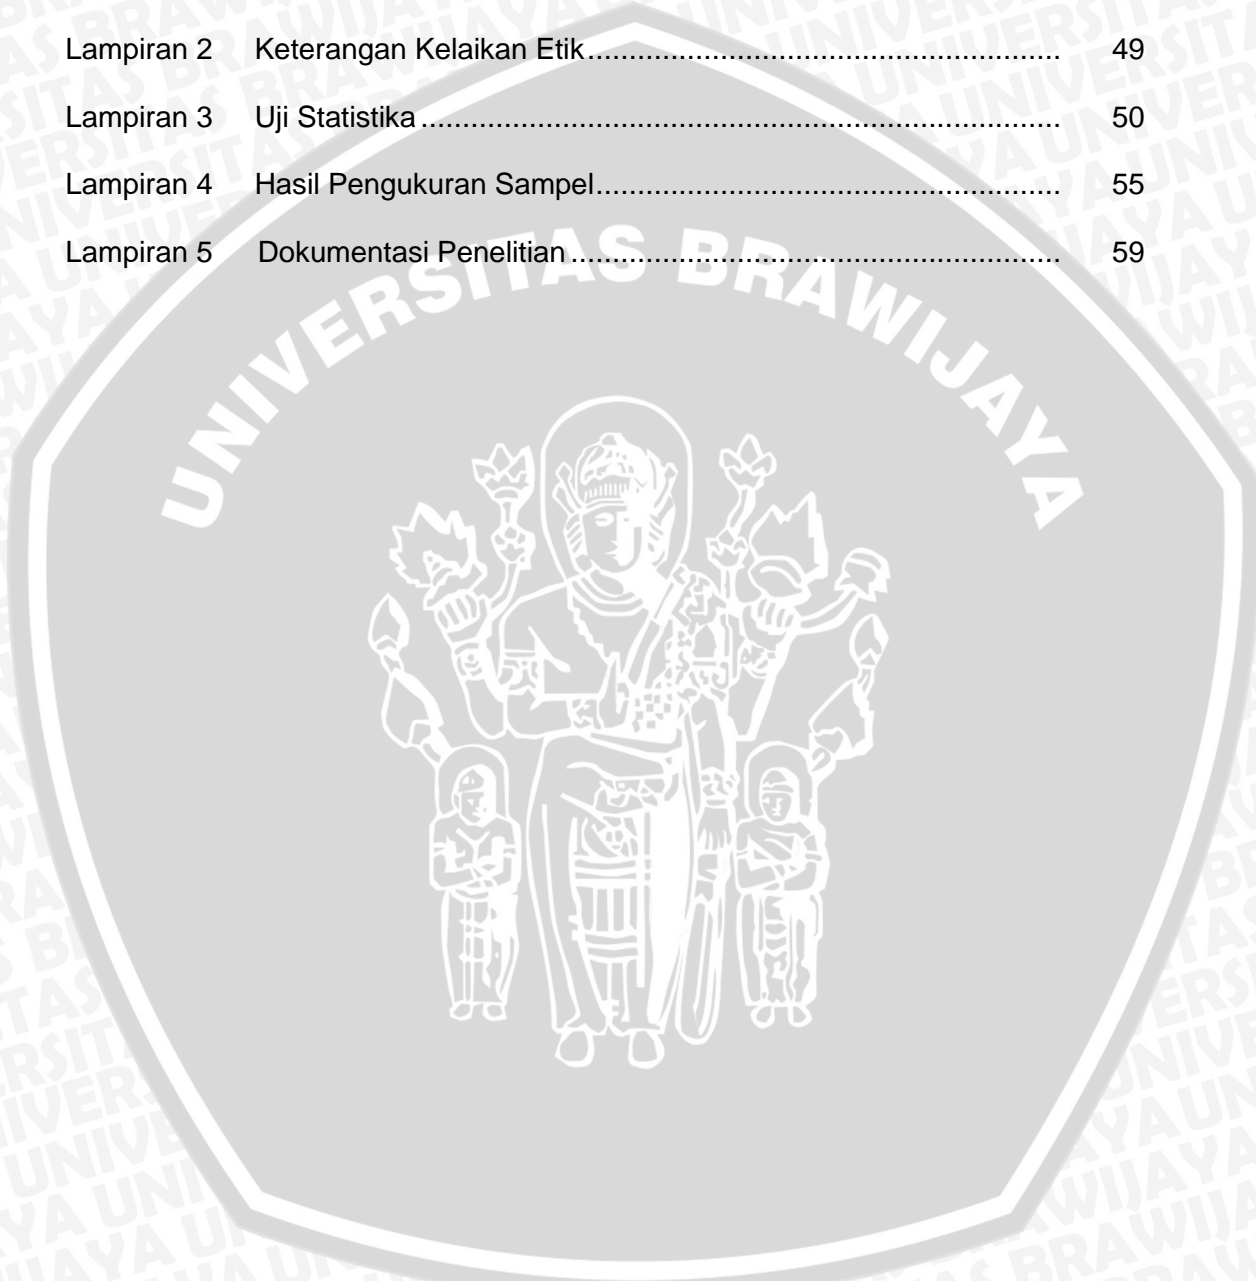 Lampiran 2 Keterangan Kelaikan Etik........................................................ 49
Lampiran 3 Uji Statistika............................................................................ 50
Lampiran 4 Hasil Pengukuran Sampel....................................................... 55
Lampiran 5 Dokumentasi Penelitian.......................................................... 59
UNIVERSITAS BRAWIJAYA